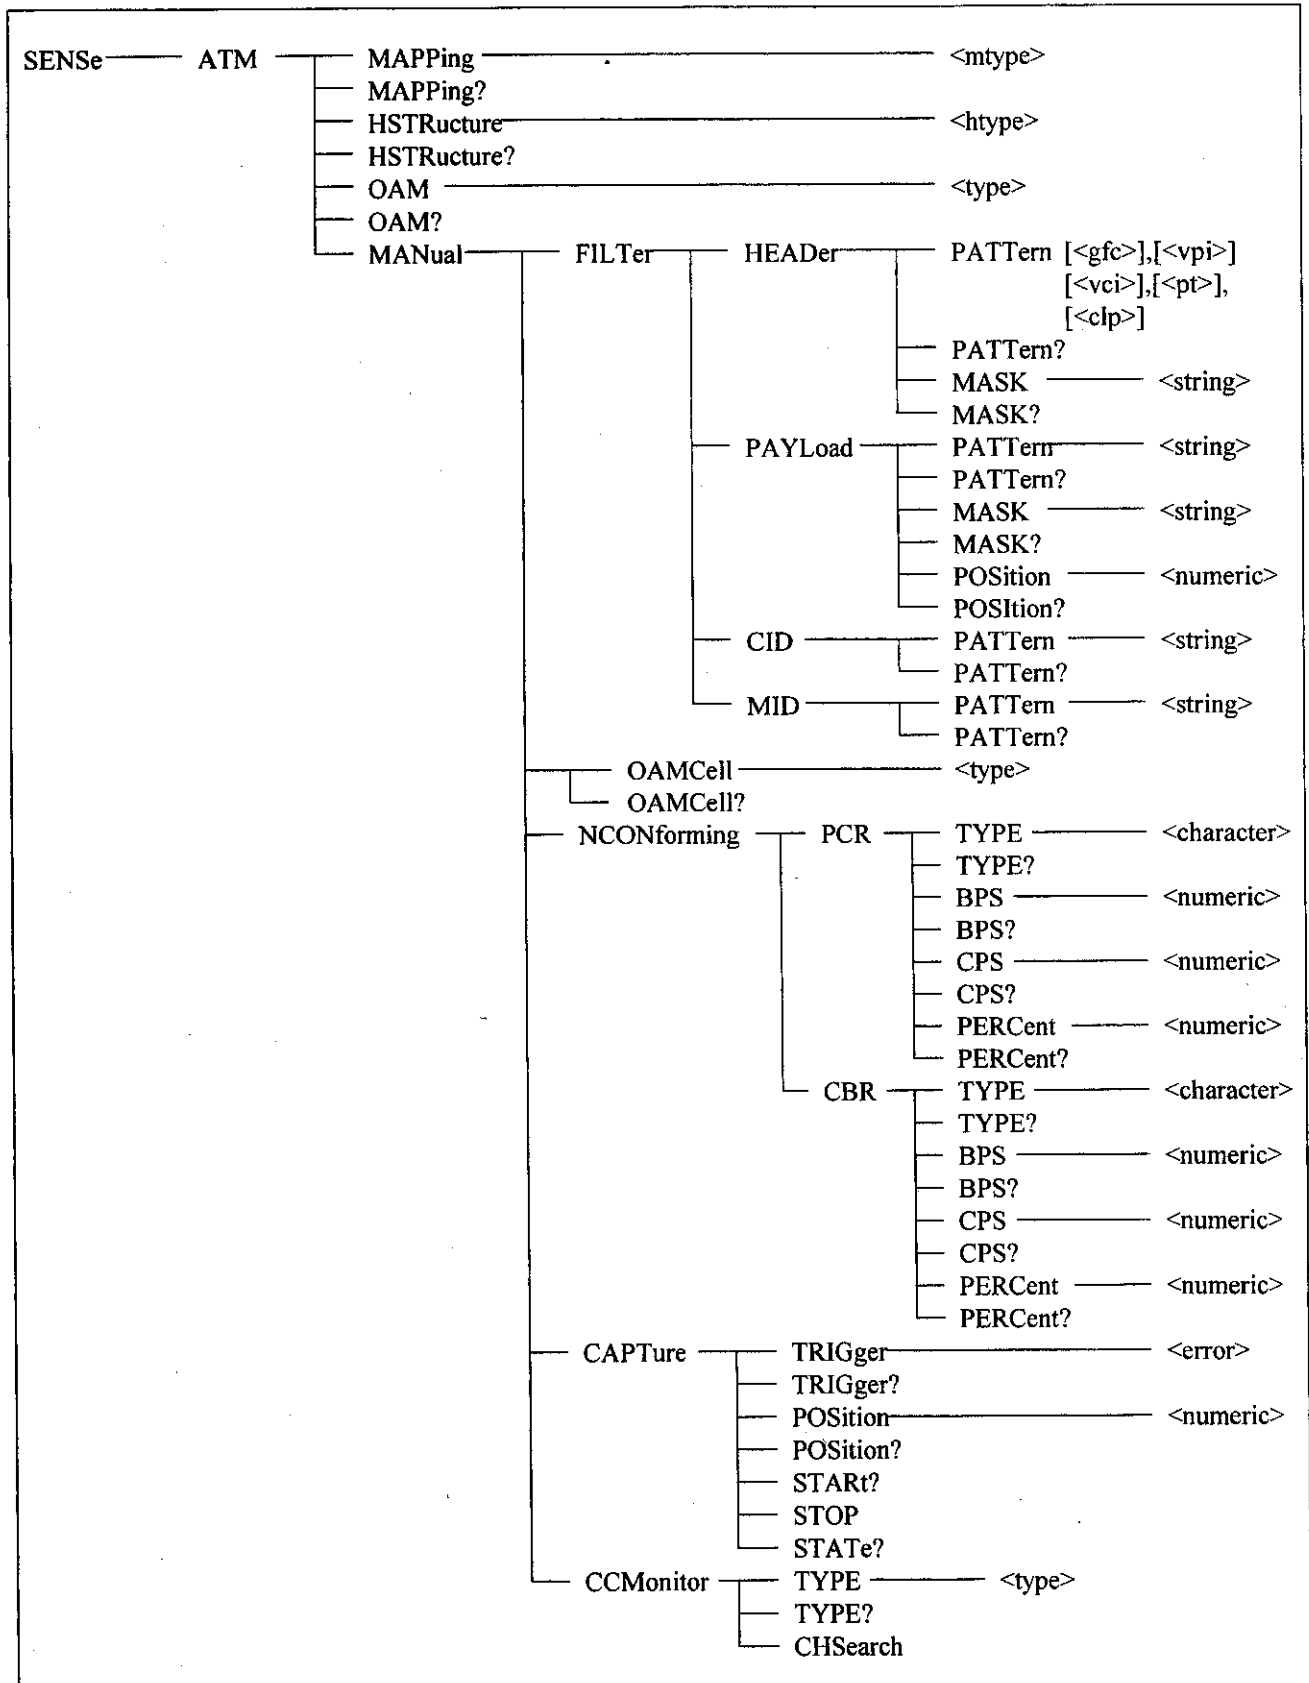 SENSe ATM MAPPing <mtype>
MAPPing?
HSTRucture <htype>
HSTRucture?
OAM <type>
OAM?
MANual FILTer HEADer PATTern [<gfc>],[<vpi>]
[<vci>],[<pt>],
[<clp>]
PATTern?
MASK <string>
MASK?
PAYLoad PATTern <string>
PATTern?
MASK <string>
MASK?
POSition <numeric>
POSItion?
CID PATTern <string>
PATTern?
MID PATTern <string>
PATTern?
OAMCell <type>
OAMCell?
NCONforming PCR TYPE <character>
TYPE?
BPS <numeric>
BPS?
CPS <numeric>
CPS?
PERCent <numeric>
PERCent?
CBR TYPE <character>
TYPE?
BPS <numeric>
BPS?
CPS <numeric>
CPS?
PERCent <numeric>
PERCent?
CAPTure TRIGger <error>
TRIGger?
POSition <numeric>
POSition?
STARt?
STOP
STATe?
CCMonitor TYPE <type>
TYPE?
CHSearch